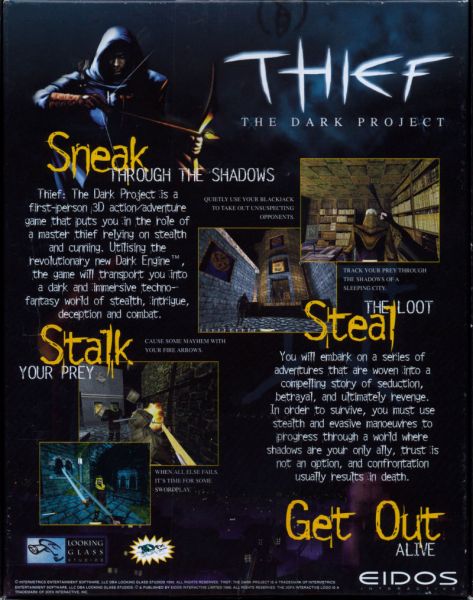 THIEF
THE DARK PROJECT
Sneak
THROUGH THE SHADOWS
Thief: The Dark Project is a
first-person 3D action/adventure
game that puts you in the role of
a master thief relying on stealth
and cunning. Utilising the
revolutionary new Dark Engine™,
the game will transport you into
a dark and immersive techno-
fantasy world of stealth, intrigue,
deception and combat.
QUIETLY USE YOUR BLACKJACK
TO TAKE OUT UNSUSPECTING
OPPONENTS.
TRACK YOUR PREY THROUGH
THE SHADOWS OF A
SLEEPING CITY.
Steal
THE LOOT
Stalk
YOUR PREY
CAUSE SOME MAYHEM WITH
YOUR FIRE ARROWS.
You will embark on a series of
adventures that are woven into a
compelling story of seduction,
betrayal, and ultimately revenge.
In order to survive, you must use
stealth and evasive manoeuvres to
progress through a world where
shadows are your only ally, trust is
not an option, and confrontation
usually results in death.
WHEN ALL ELSE FAILS
IT'S TIME FOR SOME
SWORDPLAY.
Get Out
ALIVE
LOOKING
GLASS
STUDIOS
EIDOS
INTERACTIVE